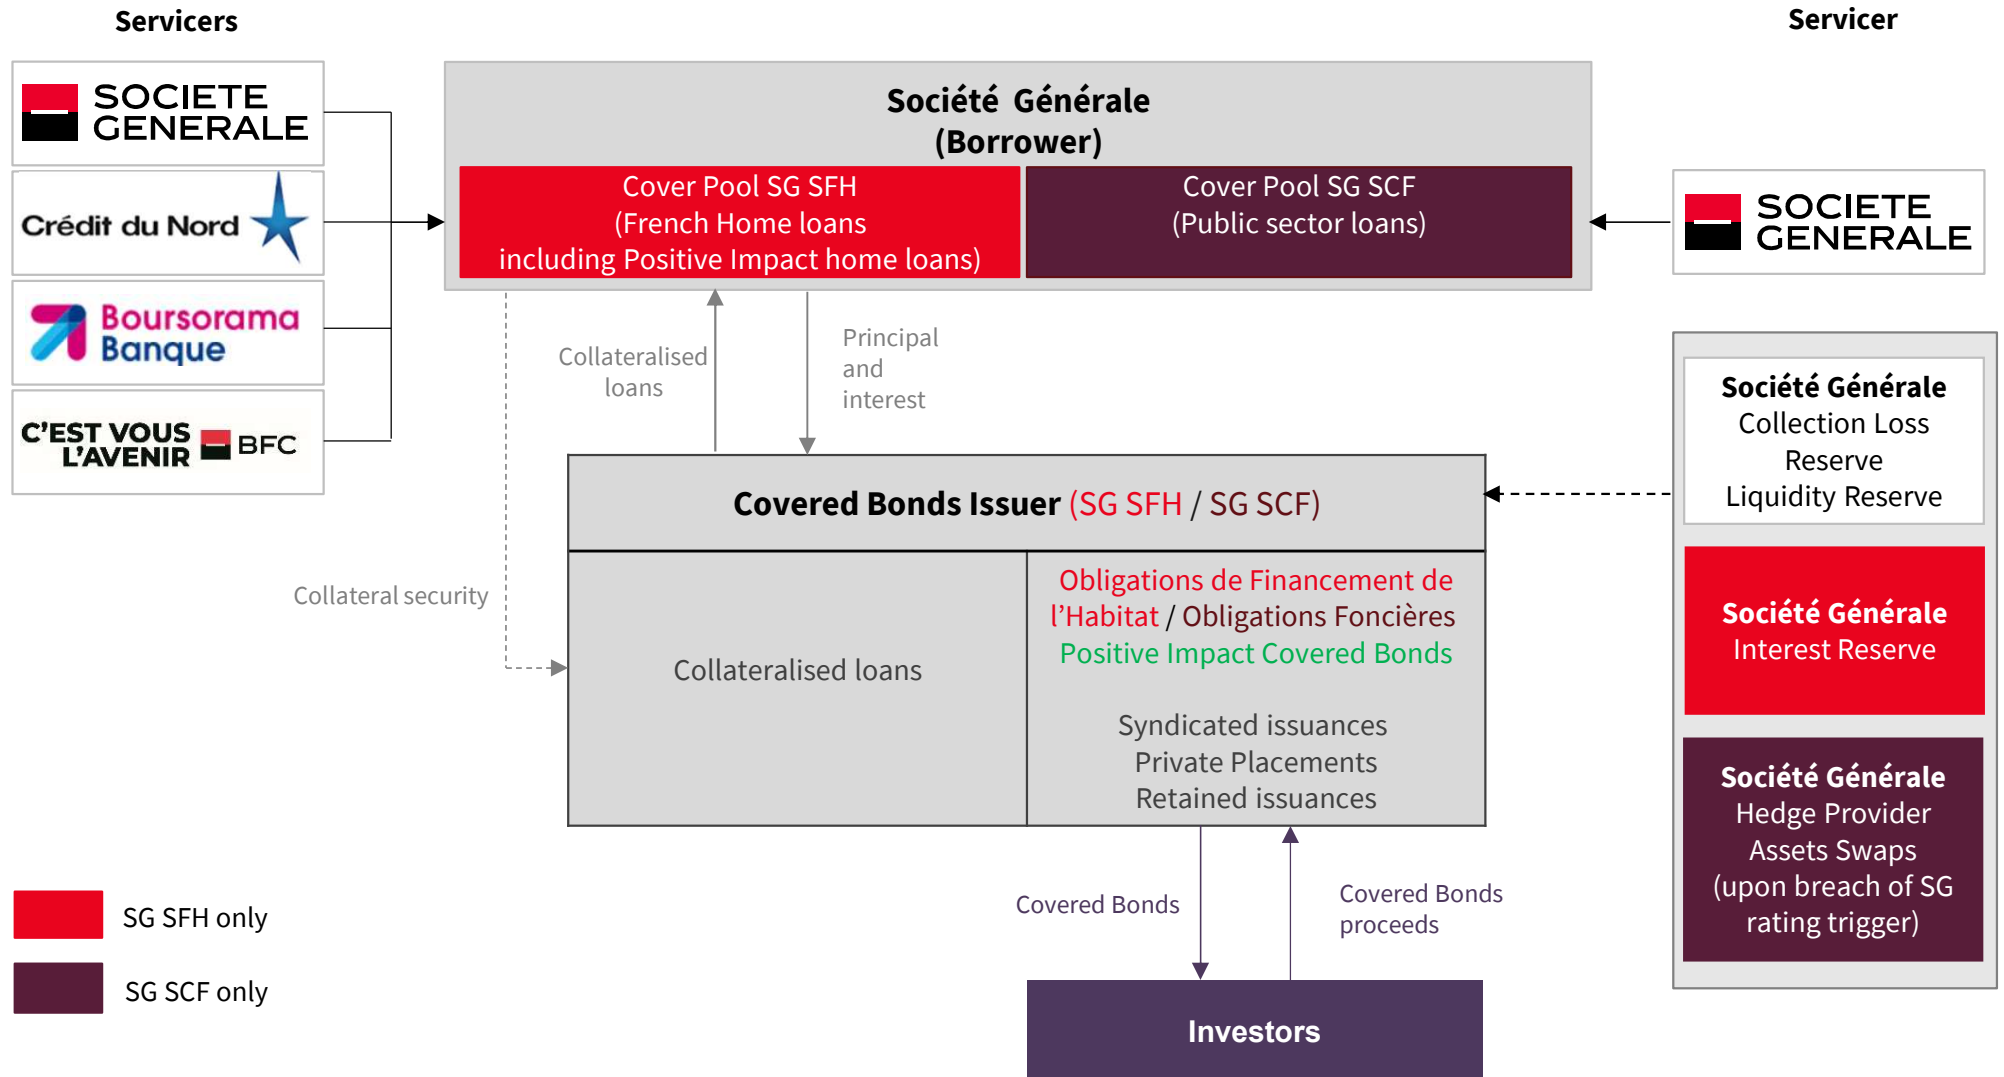 Servicers
Servicer
SOCIETE
GENERALE
Crédit du Nord
Boursorama
Banque
C'EST VOUS
L'AVENIR
BFC
Société Générale
(Borrower)
Cover Pool SG SFH
(French Home loans
including Positive Impact home loans)
Cover Pool SG SCF
(Public sector loans)
SOCIETE
GENERALE
Collateralised
loans
Principal
and
interest
Collateral security
Covered Bonds Issuer (SG SFH / SG SCF)
Collateralised loans
Obligations de Financement de
l’Habitat / Obligations Foncières
Positive Impact Covered Bonds
Syndicated issuances
Private Placements
Retained issuances
Société Générale
Collection Loss
Reserve
Liquidity Reserve
Société Générale
Interest Reserve
Société Générale
Hedge Provider
Assets Swaps
(upon breach of SG
rating trigger)
Covered Bonds
Covered Bonds
proceeds
Investors
SG SFH only
SG SCF only